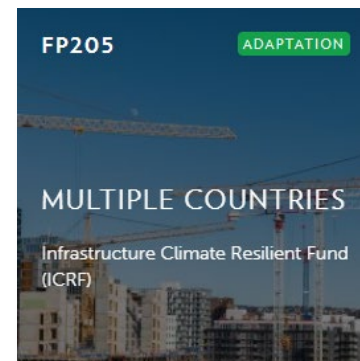 FP205
ADAPTATION
MULTIPLE COUNTRIES
Infrastructure Climate Resilient Fund
(ICRF)